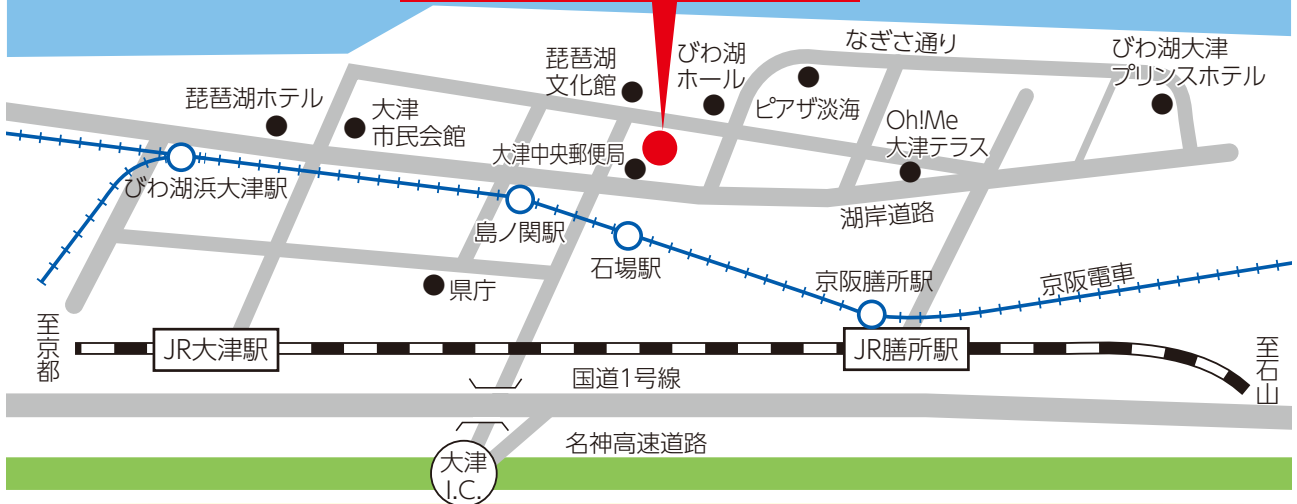 なぎさ通り
びわ湖大津
プリンスホテル
琵琶湖
文化館
びわ湖
ホール
ピアザ淡海
琵琶湖ホテル
大津
市民会館
Oh!Me
大津テラス
大津中央郵便局
びわ湖浜大津駅
島ノ関駅
湖岸道路
石場駅
京阪膳所駅
京阪電車
県庁
至京都
JR大津駅
JR膳所駅
至石山
国道1号線
名神高速道路
大津
I.C.